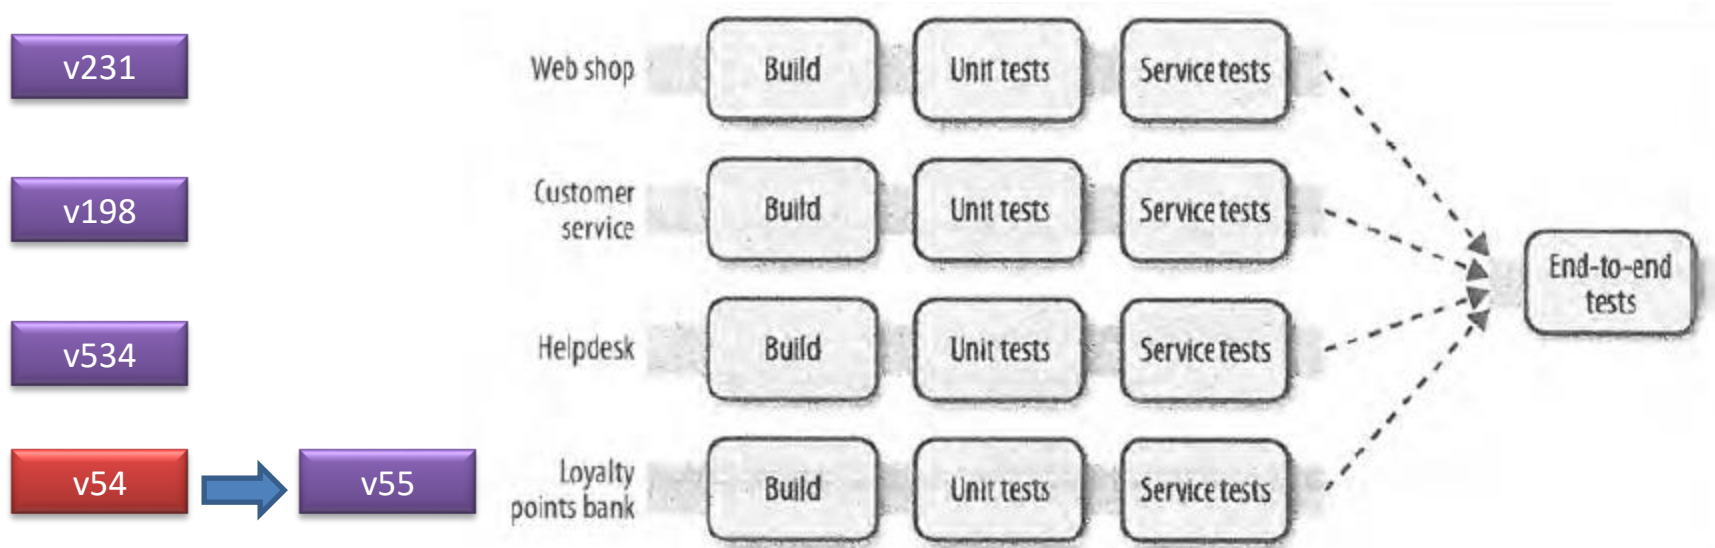 v231
Web shop
Build
Unit tests
Service tests
v198
Customer
service
Build
Unit tests
Service tests
End-to-end
tests
v534
Helpdesk
Build
Unit tests
Service tests
v54
v55
Loyalty
points bank
Build
Unit tests
Service tests